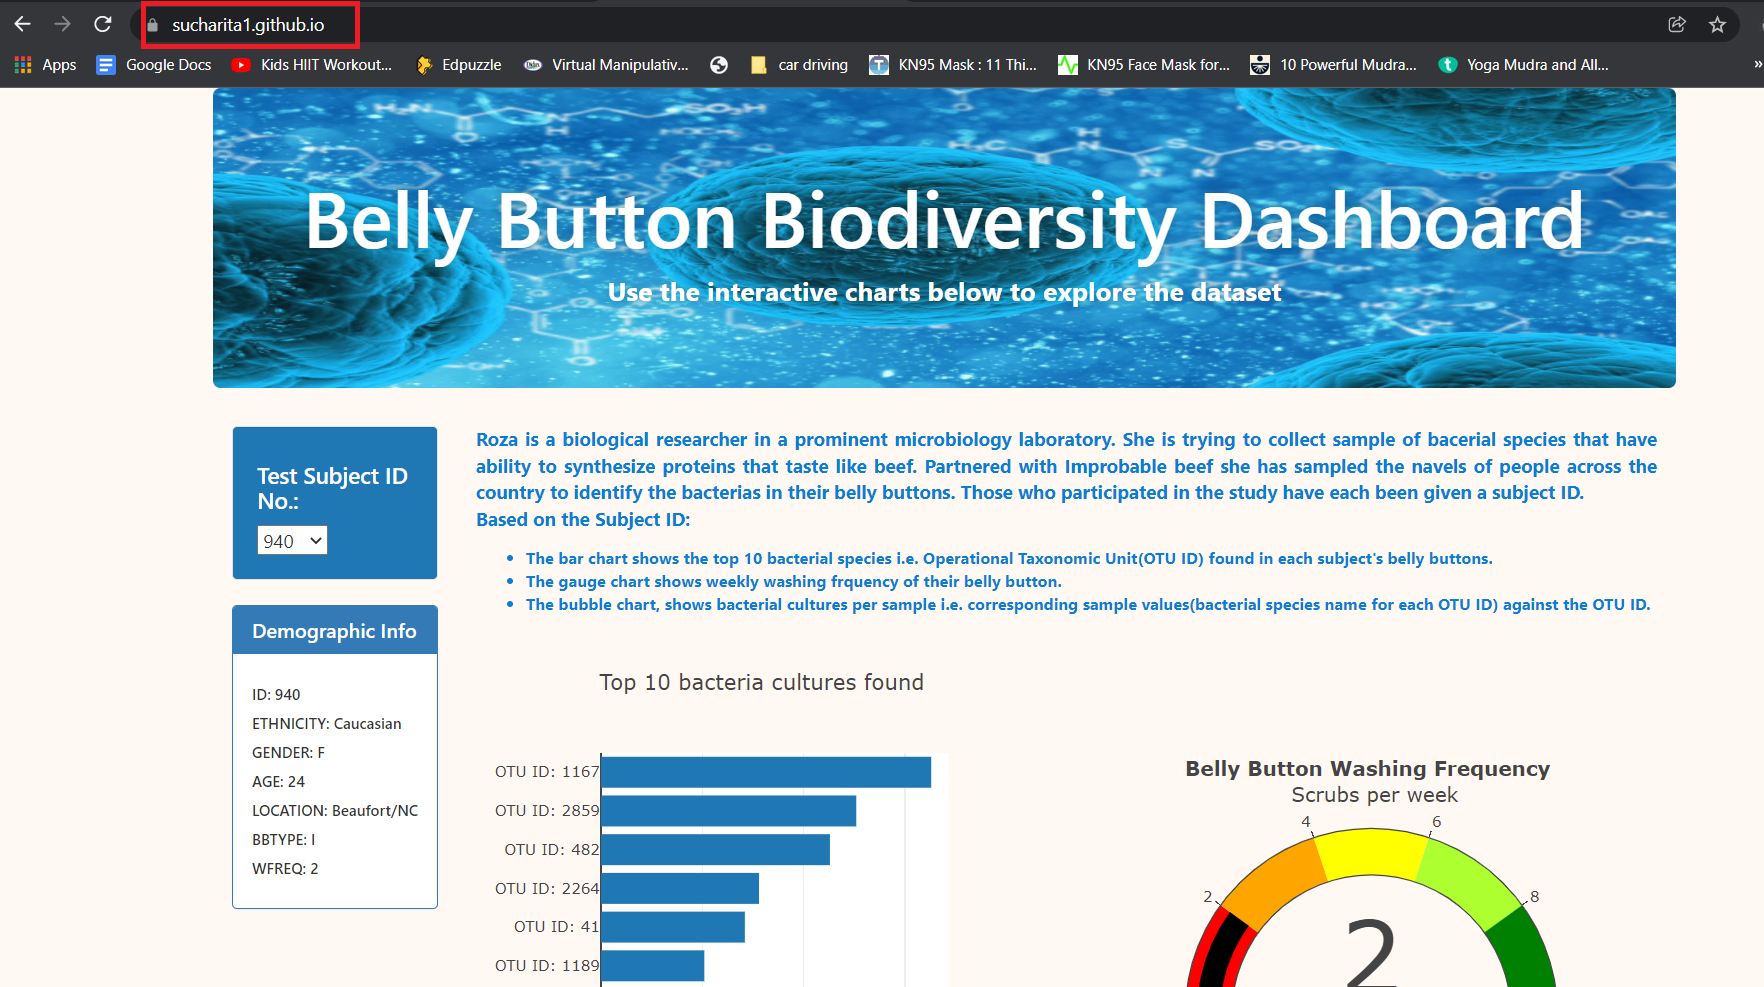 sucharita1.github.io
Apps Google Docs Kids HIIT Workout... Edpuzzle Virtual Manipulativ... car driving KN95 Mask : 11 Thi... KN95 Face Mask for... 10 Powerful Mudra... Yoga Mudra and All... »
Belly Button Biodiversity Dashboard
Use the interactive charts below to explore the dataset
Test Subject ID
No.:
940
Demographic Info
ID: 940
ETHNICITY: Caucasian
GENDER: F
AGE: 24
LOCATION: Beaufort/NC
BBTYPE: I
WFREQ: 2
Roza is a biological researcher in a prominent microbiology laboratory. She is trying to collect sample of bacerial species that have
ability to synthesize proteins that taste like beef. Partnered with Improbable beef she has sampled the navels of people across the
country to identify the bacterias in their belly buttons. Those who participated in the study have each been given a subject ID.
Based on the Subject ID:
• The bar chart shows the top 10 bacterial species i.e. Operational Taxonomic Unit(OTU ID) found in each subject's belly buttons.
• The gauge chart shows weekly washing frquency of their belly button.
• The bubble chart, shows bacterial cultures per sample i.e. corresponding sample values(bacterial species name for each OTU ID) against the OTU ID.
Top 10 bacteria cultures found
OTU ID: 1167
OTU ID: 2859
OTU ID: 482
OTU ID: 2264
OTU ID: 41
OTU ID: 1189
Belly Button Washing Frequency
Scrubs per week
4 6
2 8
2